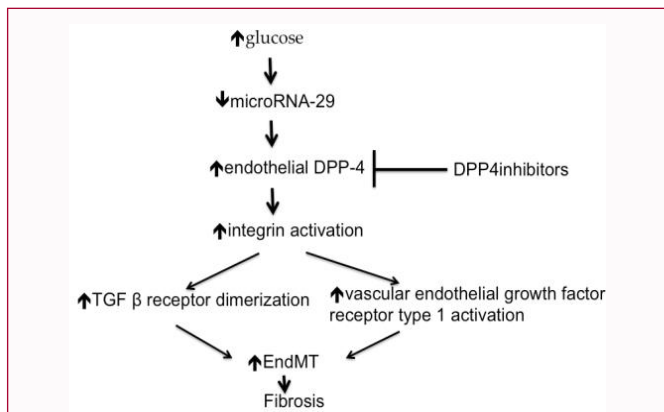 ↑glucose
↓microRNA-29
↑endothelial DPP-4
DPP4inhibitors
↑integrin activation
↑TGF β receptor dimerization
↑vascular endothelial growth factor
receptor type 1 activation
↑EndMT
Fibrosis